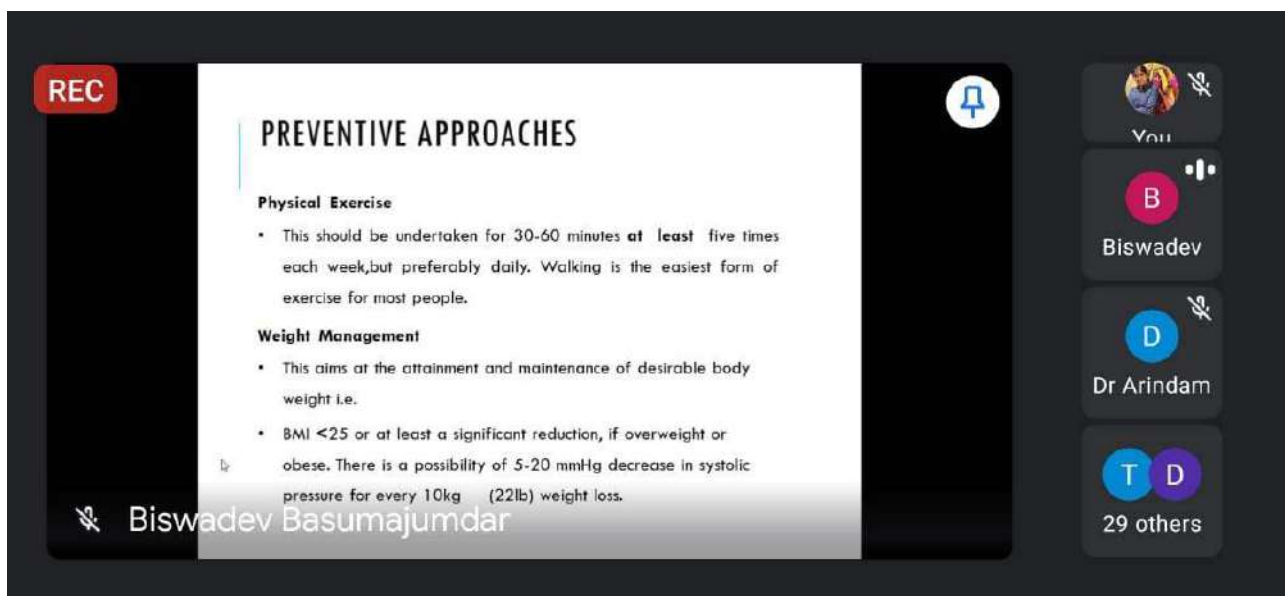 REC
PREVENTIVE APPROACHES
Physical Exercise
• This should be undertaken for 30-60 minutes at least five times
each week,but preferably daily. Walking is the easiest form of
exercise for most people.
Weight Management
• This aims at the attainment and maintenance of desirable body
weight i.e.
• BMI <25 or at least a significant reduction, if overweight or
obese. There is a possibility of 5-20 mmHg decrease in systolic
pressure for every 10kg (22lb) weight loss.
Biswadev Basumajumdar
You
B
Biswadev
D
Dr Arindam
T D
29 others